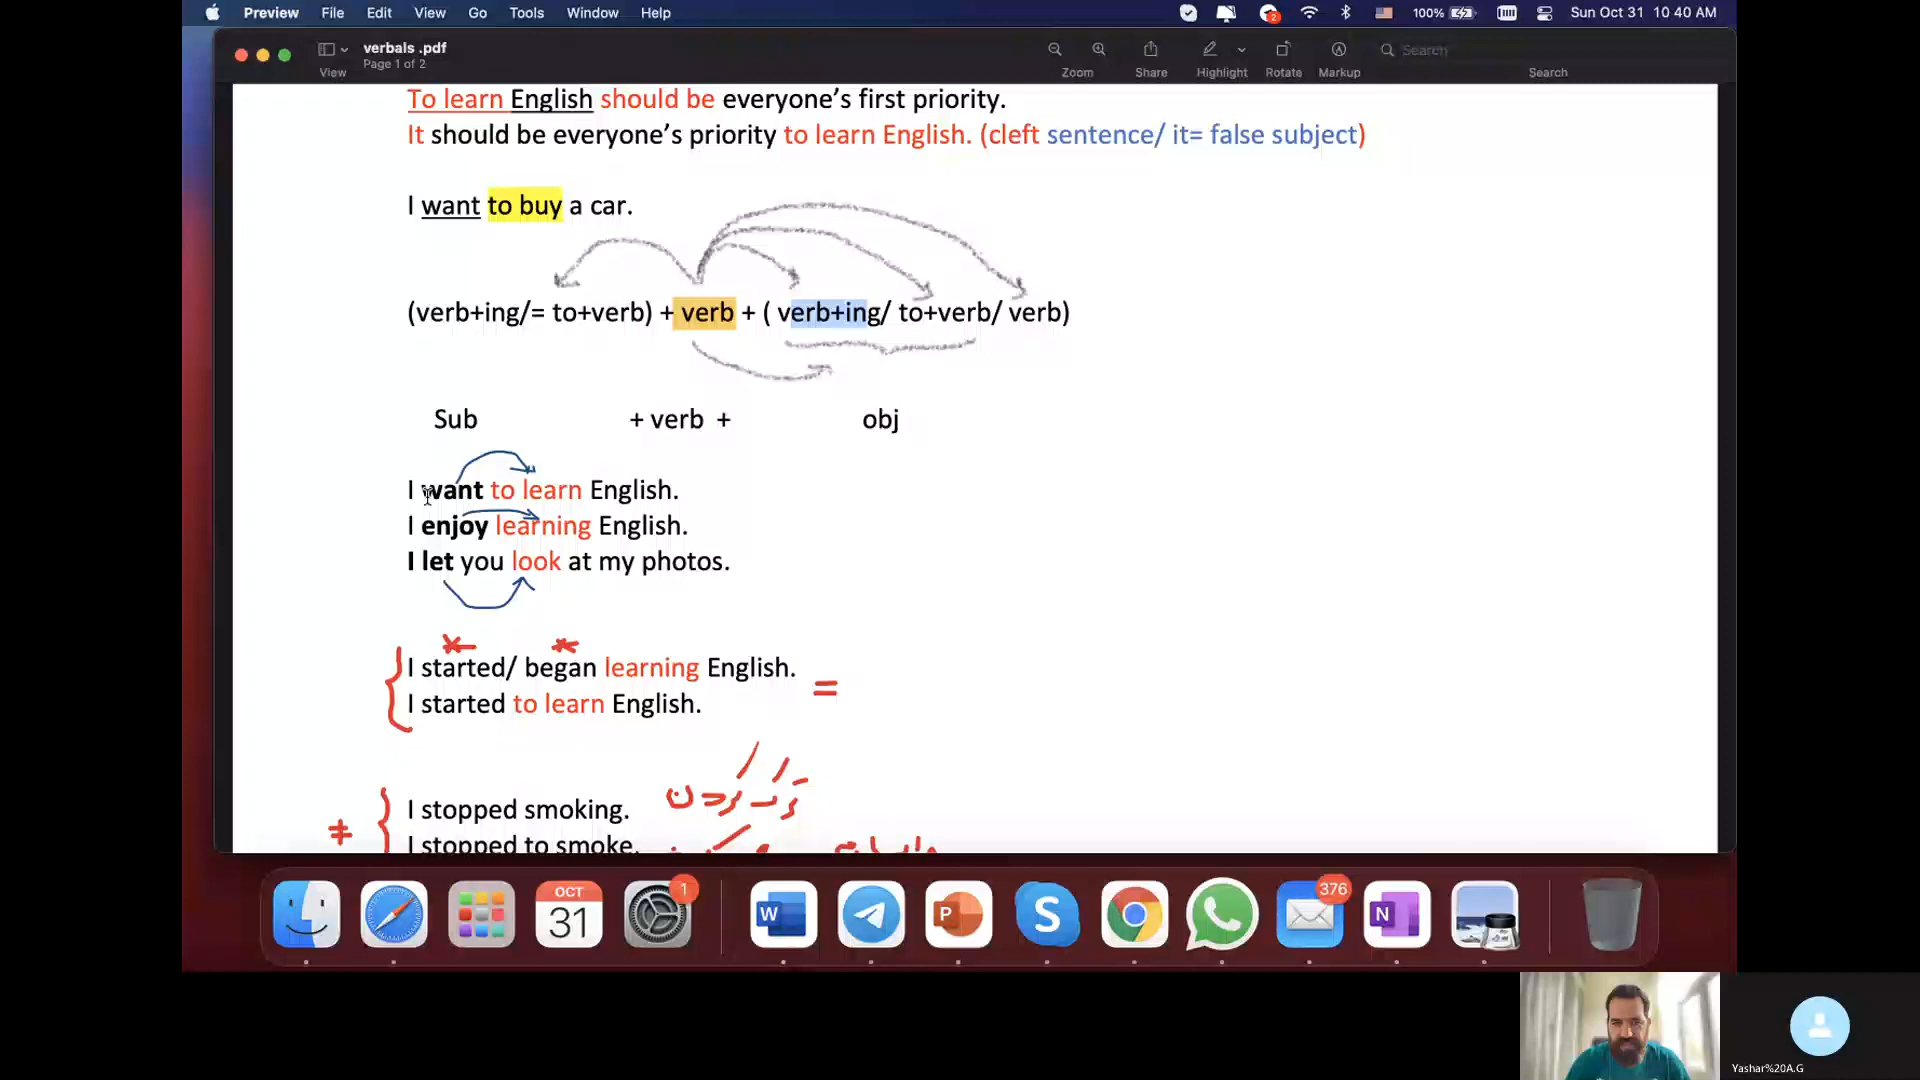 Preview File Edit View Go Tools Window Help 2 100% Sun Oct 31 10:40 AM
verbals .pdf
Page 1 of 2
View Zoom Share Highlight Rotate Markup Search
Search
To learn English should be everyone’s first priority.
It should be everyone’s priority to learn English. (cleft sentence/ it= false subject)
I want to buy a car.
(verb+ing/= to+verb) + verb + ( verb+ing/ to+verb/ verb)
Sub + verb + obj
I want to learn English.
I enjoy learning English.
I let you look at my photos.
* *
I started/ began learning English.
=
I started to learn English.
I stopped smoking.
≠
I stopped to smoke.
OCT
31
1
W
P
S
376
N
Yashar%20A.G